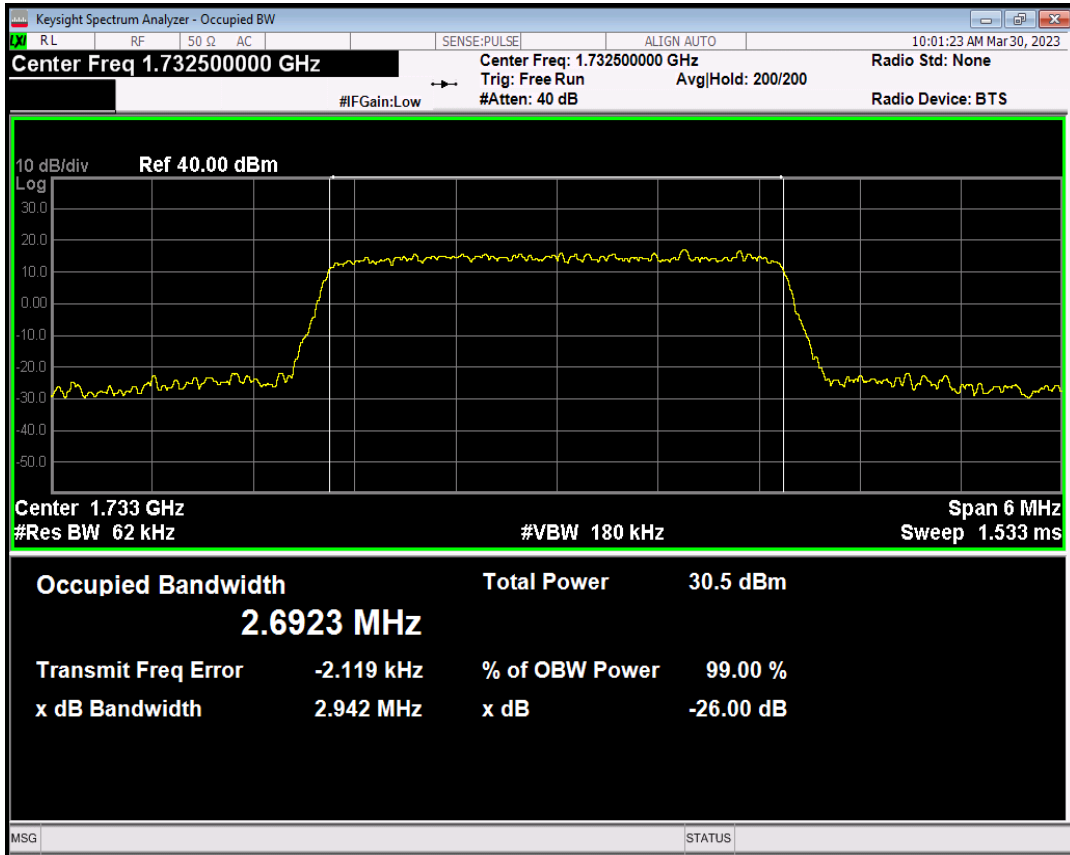 Keysight Spectrum Analyzer - Occupied BW
LXI RL RF 50 Ω AC SENSE:PULSE ALIGN AUTO 10:01:23 AM Mar 30, 2023
Center Freq 1.732500000 GHz Center Freq: 1.732500000 GHz Radio Std: None
Trig: Free Run Avg|Hold: 200/200
#IFGain:Low #Atten: 40 dB Radio Device: BTS
10 dB/div Ref 40.00 dBm
Log
30.0
20.0
10.0
0.00
-10.0
-20.0
-30.0
-40.0
-50.0
Center 1.733 GHz Span 6 MHz
#Res BW 62 kHz #VBW 180 kHz Sweep 1.533 ms
Occupied Bandwidth Total Power 30.5 dBm
2.6923 MHz
Transmit Freq Error -2.119 kHz % of OBW Power 99.00 %
x dB Bandwidth 2.942 MHz x dB -26.00 dB
MSG STATUS